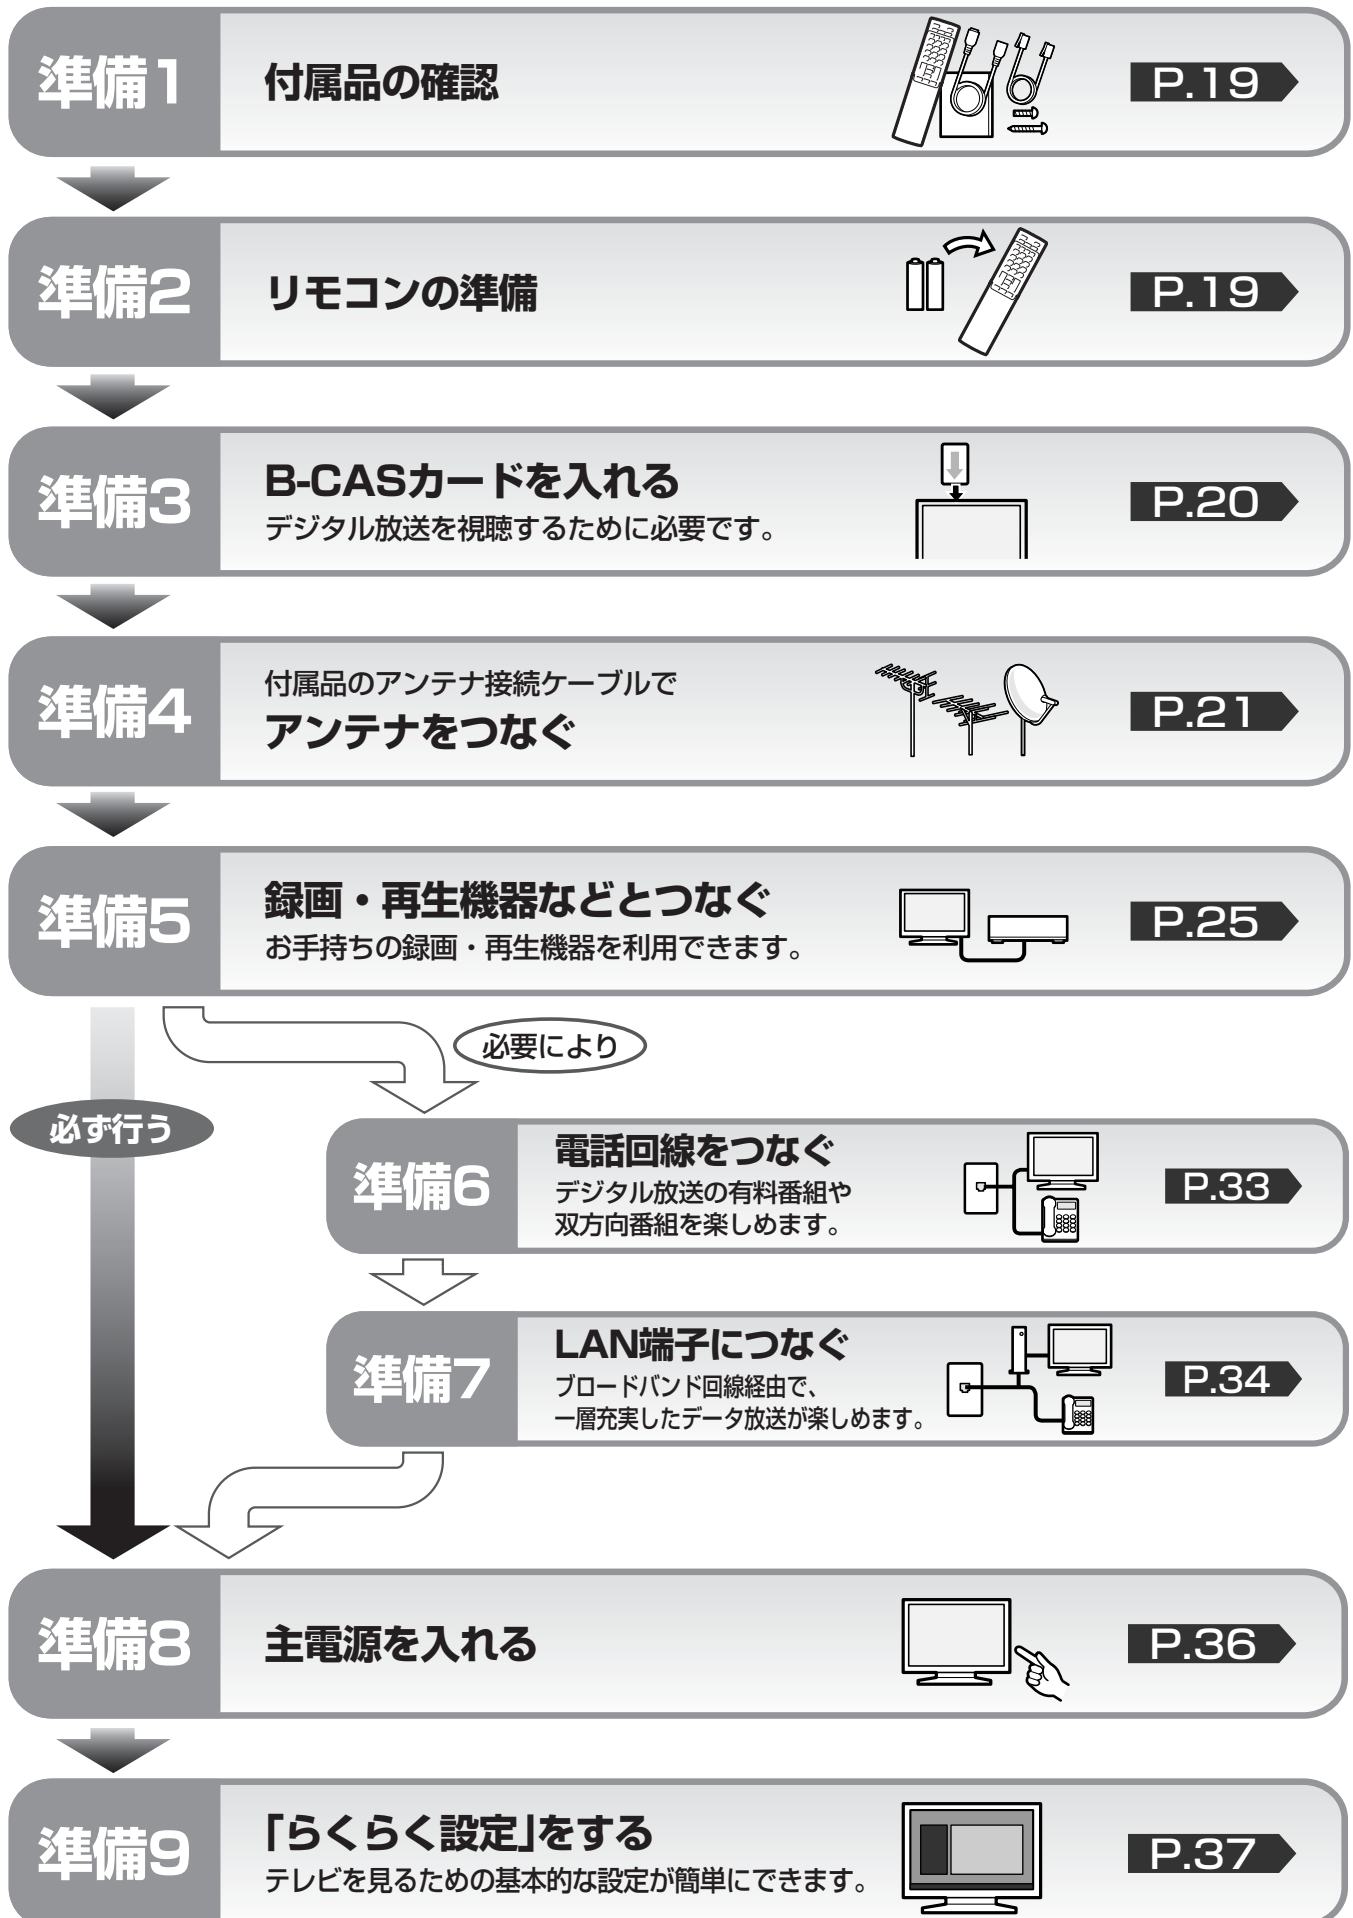 準備1
付属品の確認
P.19
準備2
リモコンの準備
P.19
準備3
B-CASカードを入れる
デジタル放送を視聴するために必要です。
P.20
準備4
付属品のアンテナ接続ケーブルで
アンテナをつなぐ
P.21
準備5
録画・再生機器などとつなぐ
お手持ちの録画・再生機器を利用できます。
P.25
必要により
必ず行う
準備6
電話回線をつなぐ
デジタル放送の有料番組や
双方向番組を楽しめます。
P.33
準備7
LAN端子につなぐ
ブロードバンド回線経由で、
一層充実したデータ放送が楽しめます。
P.34
準備8
主電源を入れる
P.36
準備9
「らくらく設定」をする
テレビを見るための基本的な設定が簡単にできます。
P.37